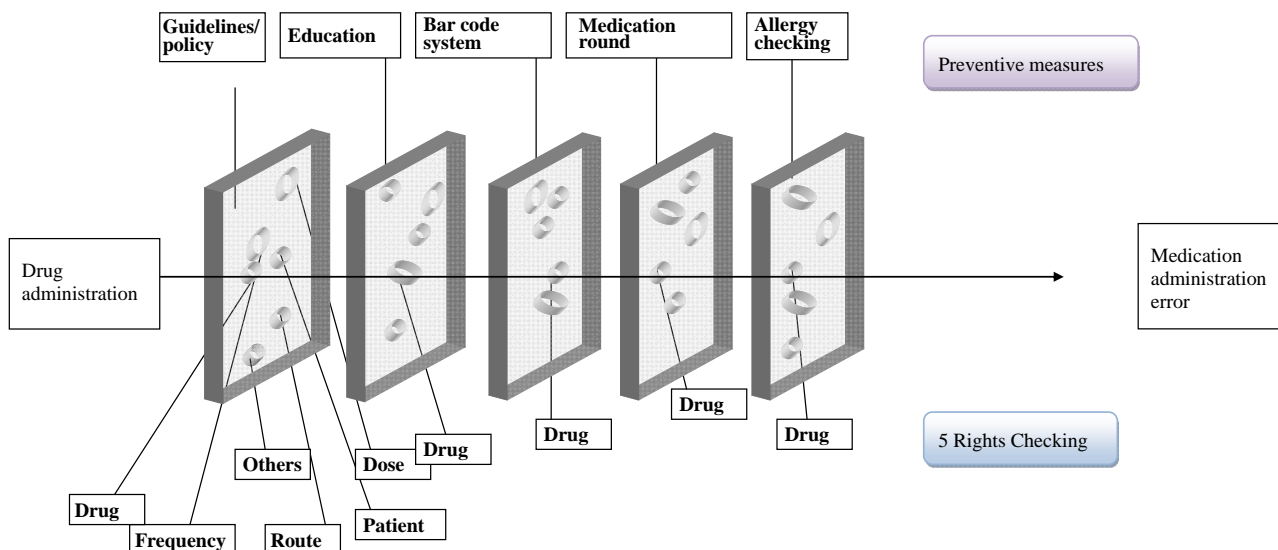 Guidelines/
policy
Education
Bar code
system
Medication
round
Allergy
checking
Preventive measures
Drug
administration
Medication
administration
error
Drug
Drug
Drug
Drug
5 Rights Checking
Others
Dose
Drug
Frequency
Route
Patient